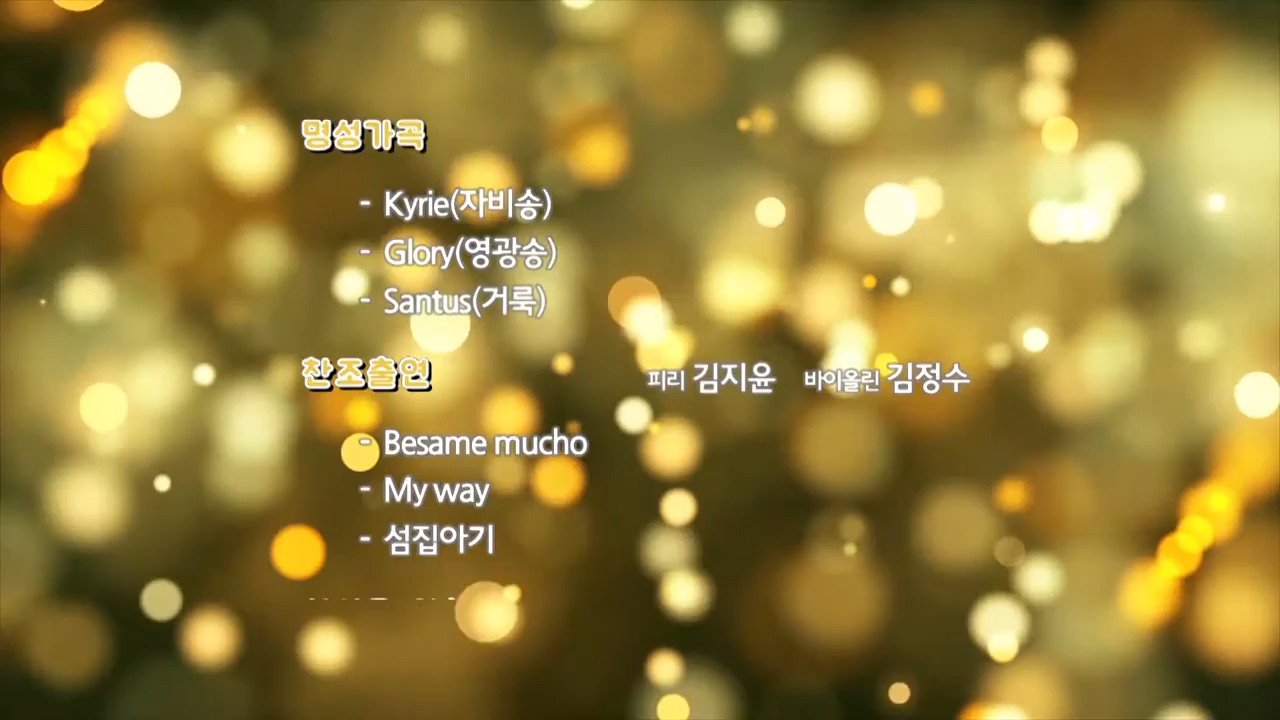 명성가곡
- Kyrie(자비송)
- Glory(영광송)
- Santus(거룩)
찬조출연 피리 김지윤 바이올린 김정수
- Besame mucho
- My way
- 섬집아기